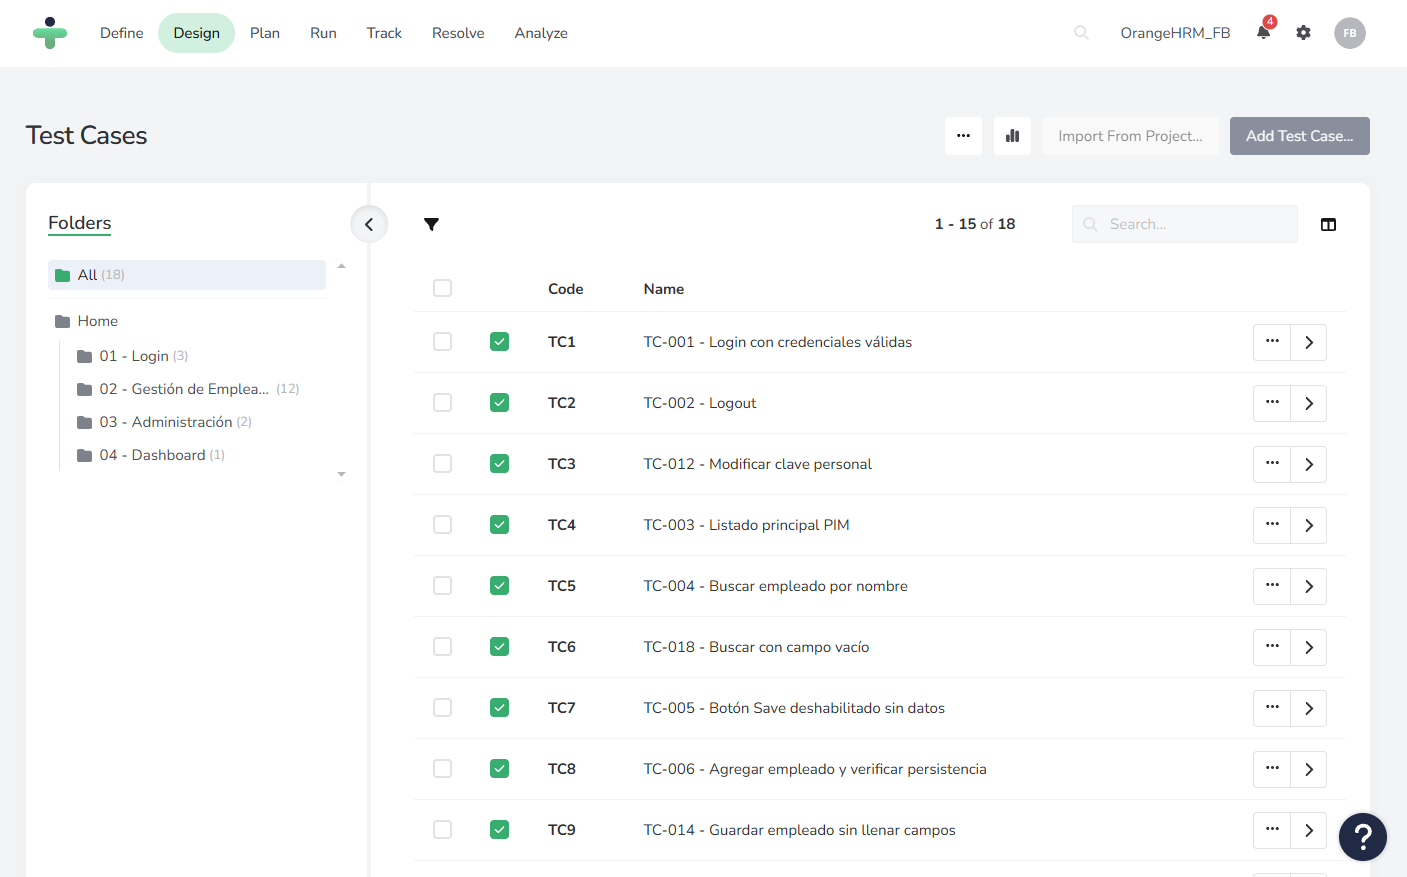 Define Design Plan Run Track Resolve Analyze OrangeHRM_FB 4 FB
Test Cases Import From Project... Add Test Case...
Folders
1 - 15 of 18 Search...
All (18)
Home
01 - Login (3)
02 - Gestión de Emplea... (12)
03 - Administración (2)
04 - Dashboard (1)
Code Name
TC1 TC-001 - Login con credenciales válidas
TC2 TC-002 - Logout
TC3 TC-012 - Modificar clave personal
TC4 TC-003 - Listado principal PIM
TC5 TC-004 - Buscar empleado por nombre
TC6 TC-018 - Buscar con campo vacío
TC7 TC-005 - Botón Save deshabilitado sin datos
TC8 TC-006 - Agregar empleado y verificar persistencia
TC9 TC-014 - Guardar empleado sin llenar campos
?